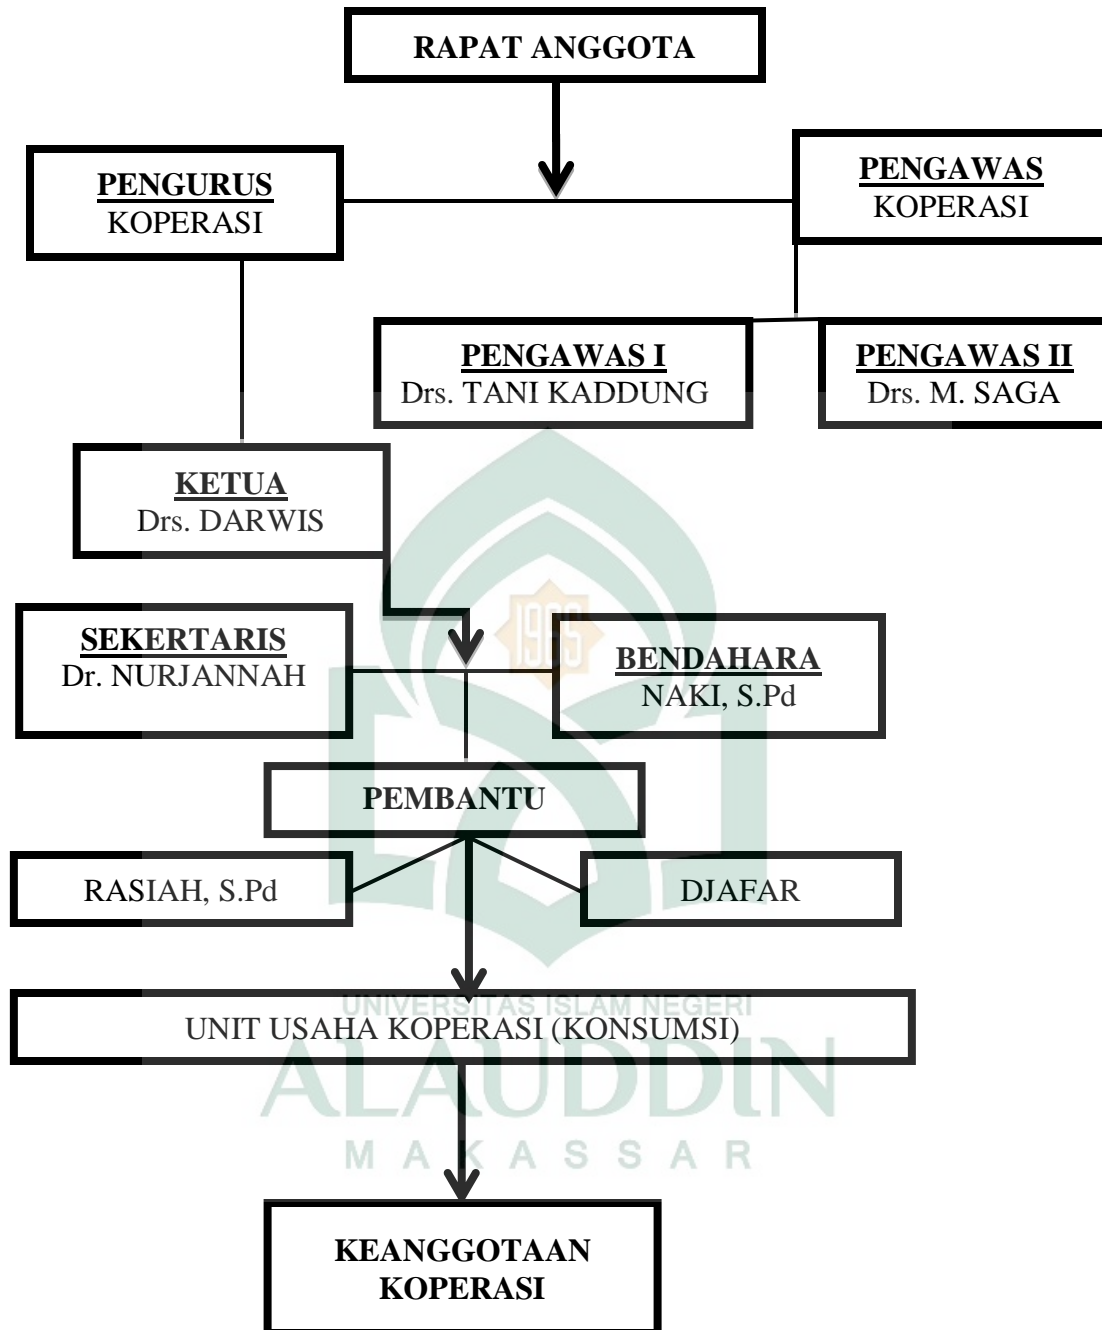 RAPAT ANGGOTA
PENGURUS
KOPERASI
PENGAWAS
KOPERASI
PENGAWAS I
Drs. TANI KADDUNG
PENGAWAS II
Drs. M. SAGA
KETUA
Drs. DARWIS
1965
SEKERTARIS
Dr. NURJANNAH
BENDAHARA
NAKI, S.Pd
PEMBANTU
RASIAH, S.Pd
DJAFAR
UNIVERSITAS ISLAM NEGERI
UNIT USAHA KOPERASI (KONSUMSI)
ALAUDDIN
MAKASSAR
KEANGGOTAAN
KOPERASI